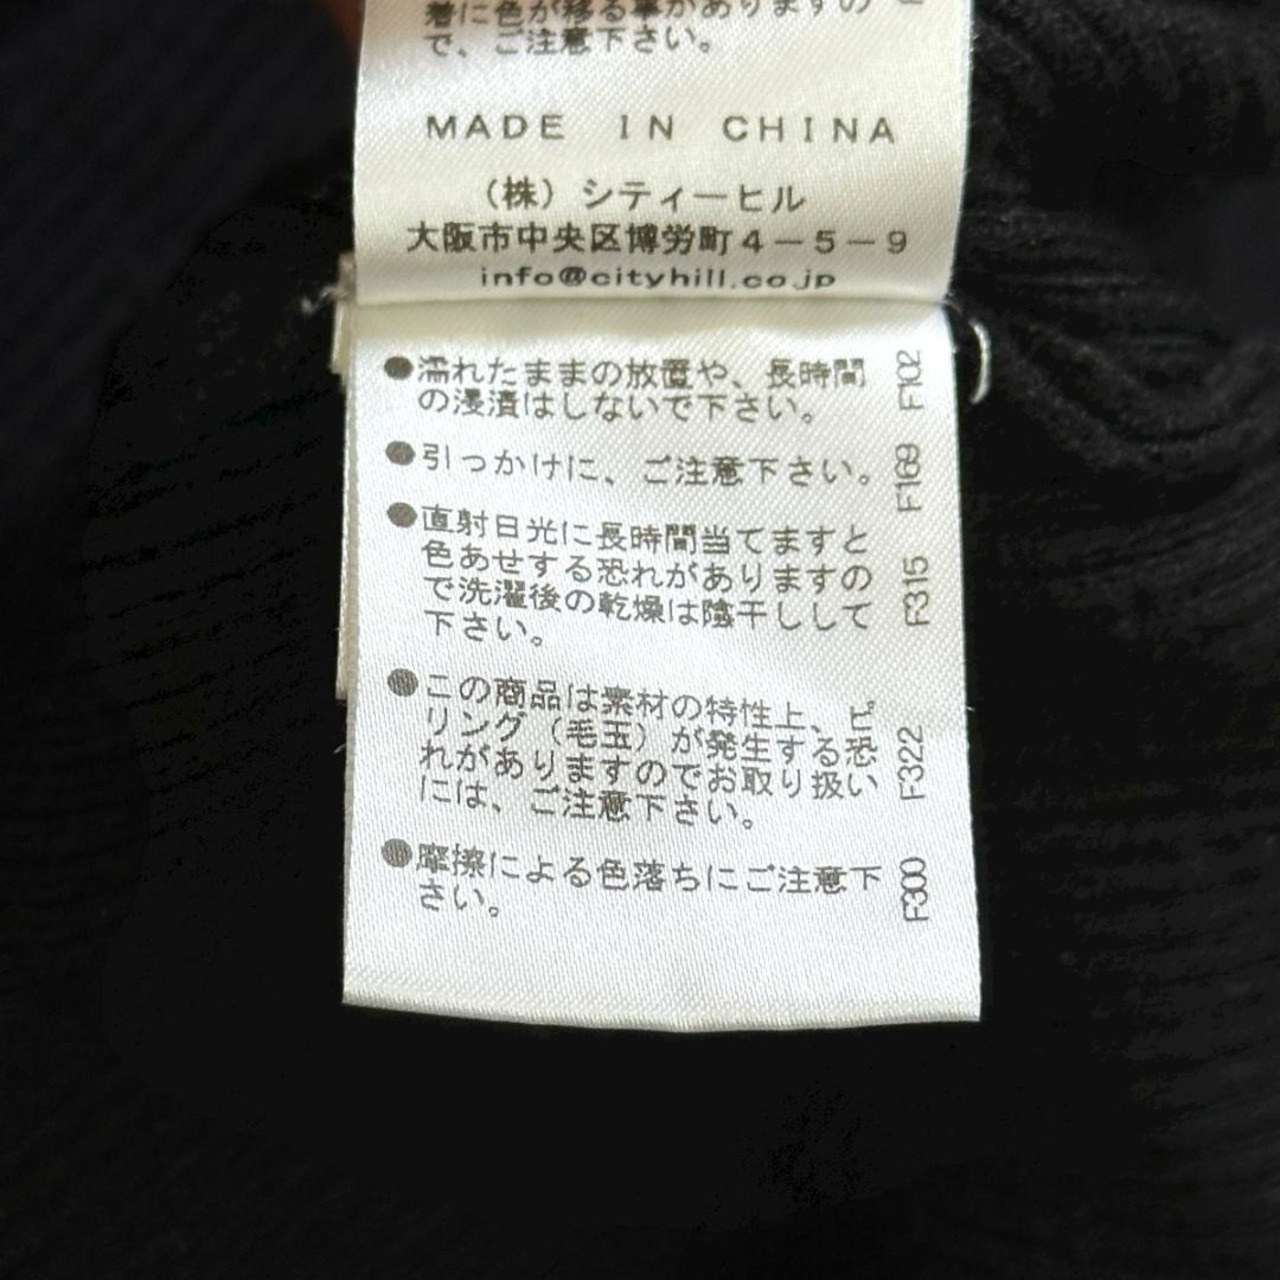 着に色が移る事がありますの
で、ご注意下さい。
MADE IN CHINA
（株）シティーヒル
大阪市中央区博労町4－5－9
info@cityhill.co.jp
●濡れたままの放置や、長時間
の浸漬はしないで下さい。
F102
●引っかけに、ご注意下さい。
F169
●直射日光に長時間当てますと
色あせする恐れがありますの
で洗濯後の乾燥は陰干しして
下さい。
F315
●この商品は素材の特性上、ピ
リング（毛玉）が発生する恐
れがありますのでお取り扱い
には、ご注意下さい。
F322
●摩擦による色落ちにご注意下
さい。
F300